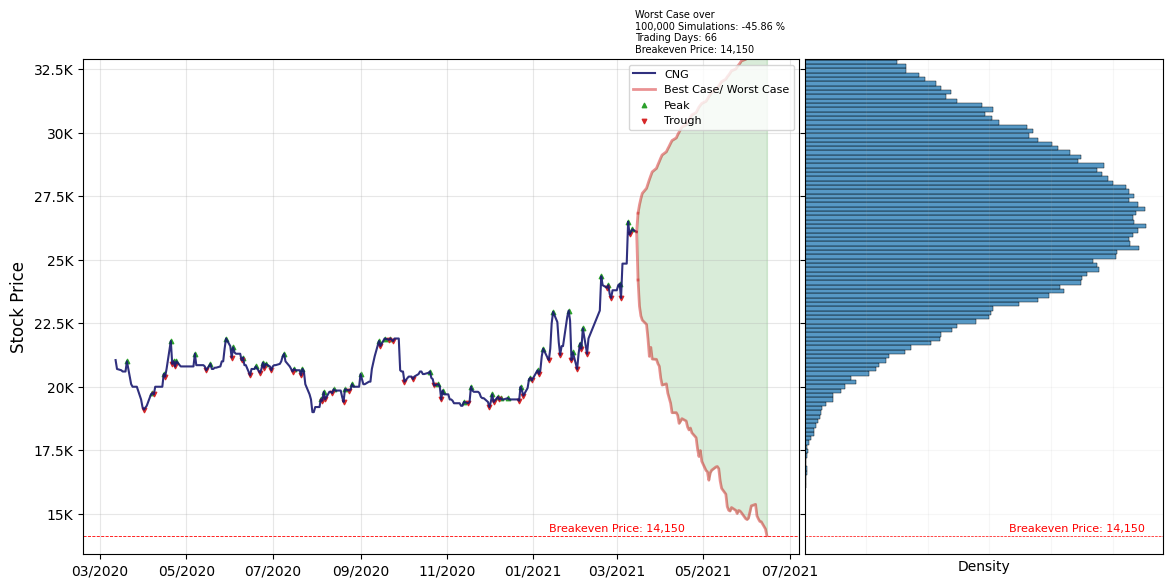 Worst Case over
100,000 Simulations: -45.86 %
Trading Days: 66
Breakeven Price: 14,150
CNG
Best Case/ Worst Case
Peak
Trough
Stock Price
32.5K
30K
27.5K
25K
22.5K
20K
17.5K
15K
Breakeven Price: 14,150
Breakeven Price: 14,150
03/2020 05/2020 07/2020 09/2020 11/2020 01/2021 03/2021 05/2021 07/2021
Density